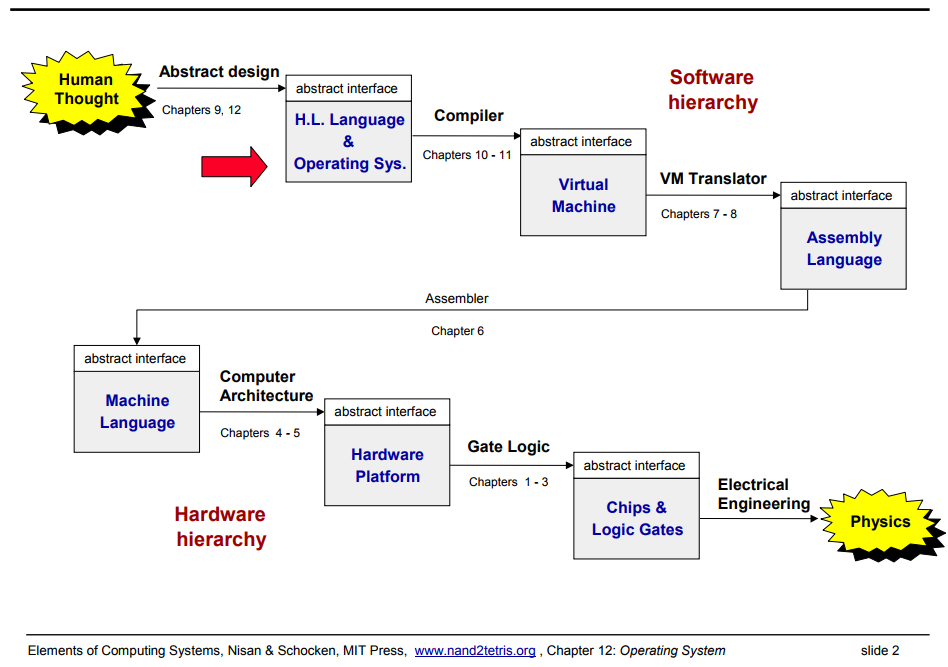 Human
Thought
Abstract design
Chapters 9, 12
abstract interface
H.L. Language
&
Operating Sys.
Compiler
Chapters 10 - 11
Software
hierarchy
abstract interface
Virtual
Machine
VM Translator
Chapters 7 - 8
abstract interface
Assembly
Language
Assembler
Chapter 6
abstract interface
Machine
Language
Computer
Architecture
Chapters 4 - 5
abstract interface
Hardware
Platform
Gate Logic
Chapters 1 - 3
abstract interface
Chips &
Logic Gates
Electrical
Engineering
Physics
Hardware
hierarchy
Elements of Computing Systems, Nisan & Schocken, MIT Press, www.nand2tetris.org , Chapter 12: Operating System slide 2